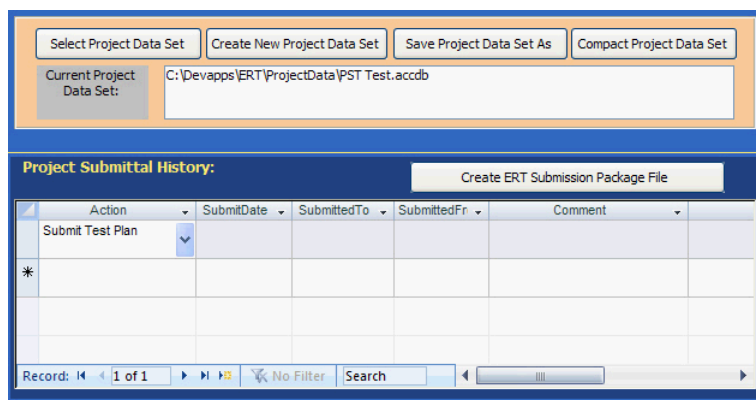 Select Project Data Set Create New Project Data Set Save Project Data Set As Compact Project Data Set
Current Project C:\Devapps\ERT\ProjectData\PST Test.accdb
Data Set:
Project Submittal History:
Create ERT Submission Package File
Action SubmitDate SubmittedTo SubmittedFr Comment
Submit Test Plan
Record: 1 of 1 No Filter Search